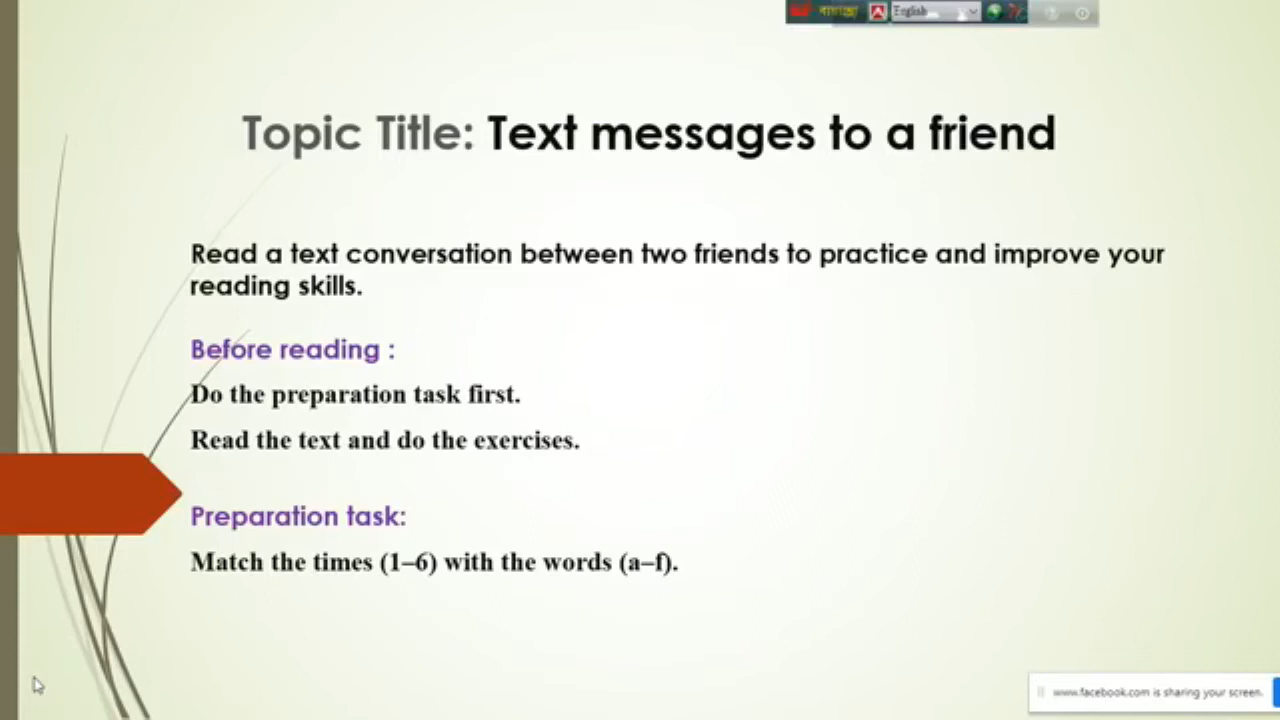 English
Topic Title: Text messages to a friend
Read a text conversation between two friends to practice and improve your
reading skills.
Before reading :
Do the preparation task first.
Read the text and do the exercises.
Preparation task:
Match the times (1–6) with the words (a–f).
www.facebook.com is sharing your screen.